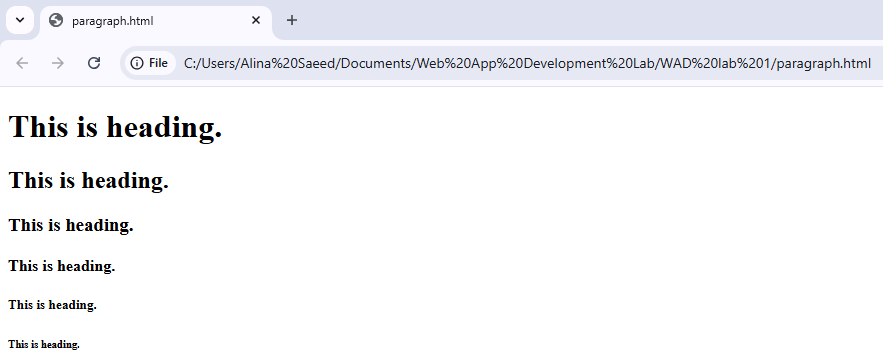 paragraph.html
File C:/Users/Alina%20Saeed/Documents/Web%20App%20Development%20Lab/WAD%20lab%201/paragraph.html
This is heading.
This is heading.
This is heading.
This is heading.
This is heading.
This is heading.